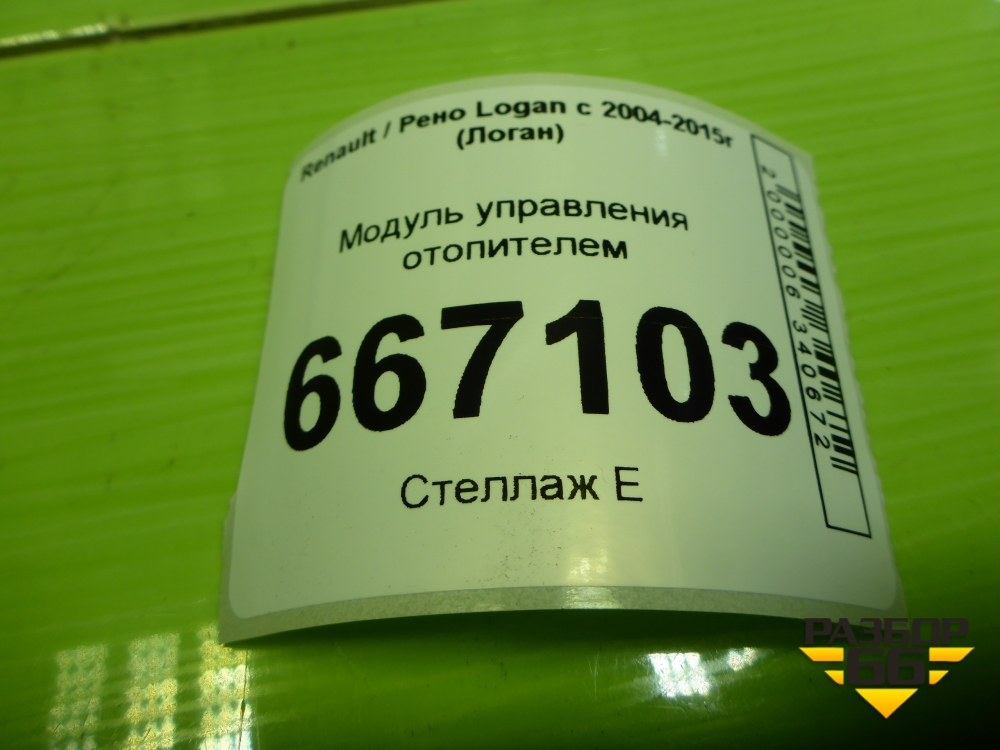 Renault / Рено Logan с 2004-2015г
(Логан)
Модуль управления
отопителем
667103
Стеллаж Е
2000006340672
РАЗБОР
66